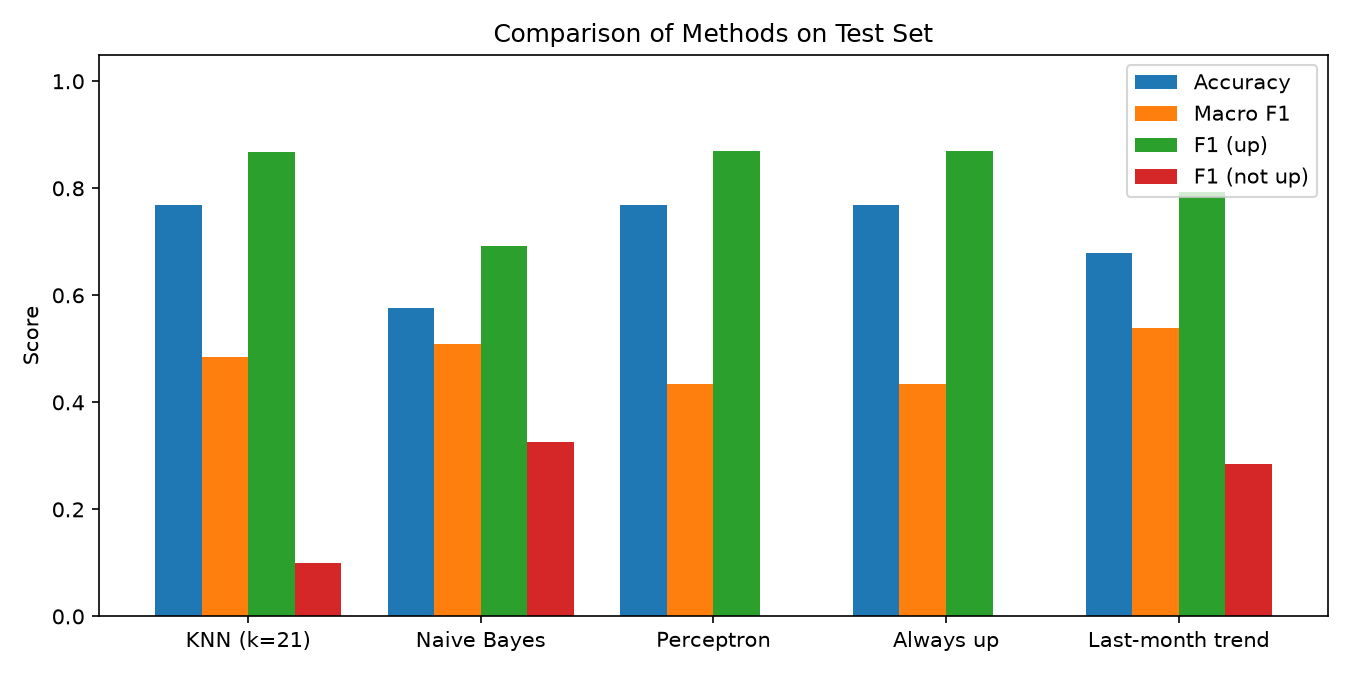 Comparison of Methods on Test Set
1.0
0.8
0.6
0.4
0.2
0.0
Score
Accuracy
Macro F1
F1 (up)
F1 (not up)
KNN (k=21)
Naive Bayes
Perceptron
Always up
Last-month trend